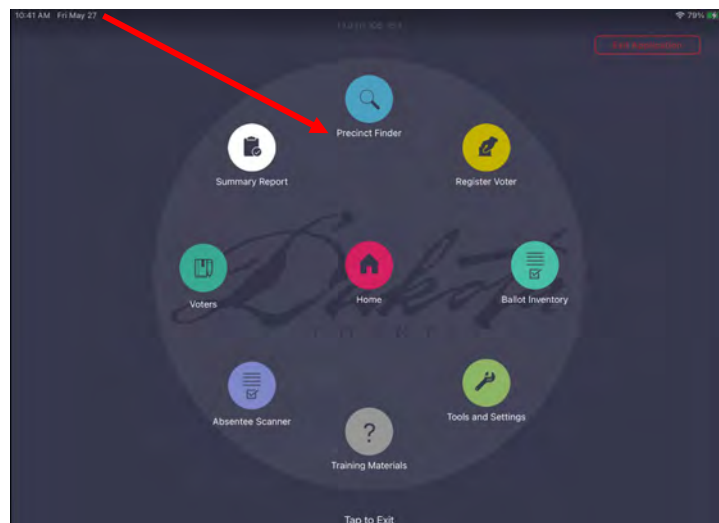 10:41 AM Fri May 27
79%
Precinct Finder
Summary Report
Register Voter
Voters
Home
Ballot Inventory
Dakota
Absentee Scanner
Tools and Settings
?
Training Materials
Tap to Exit